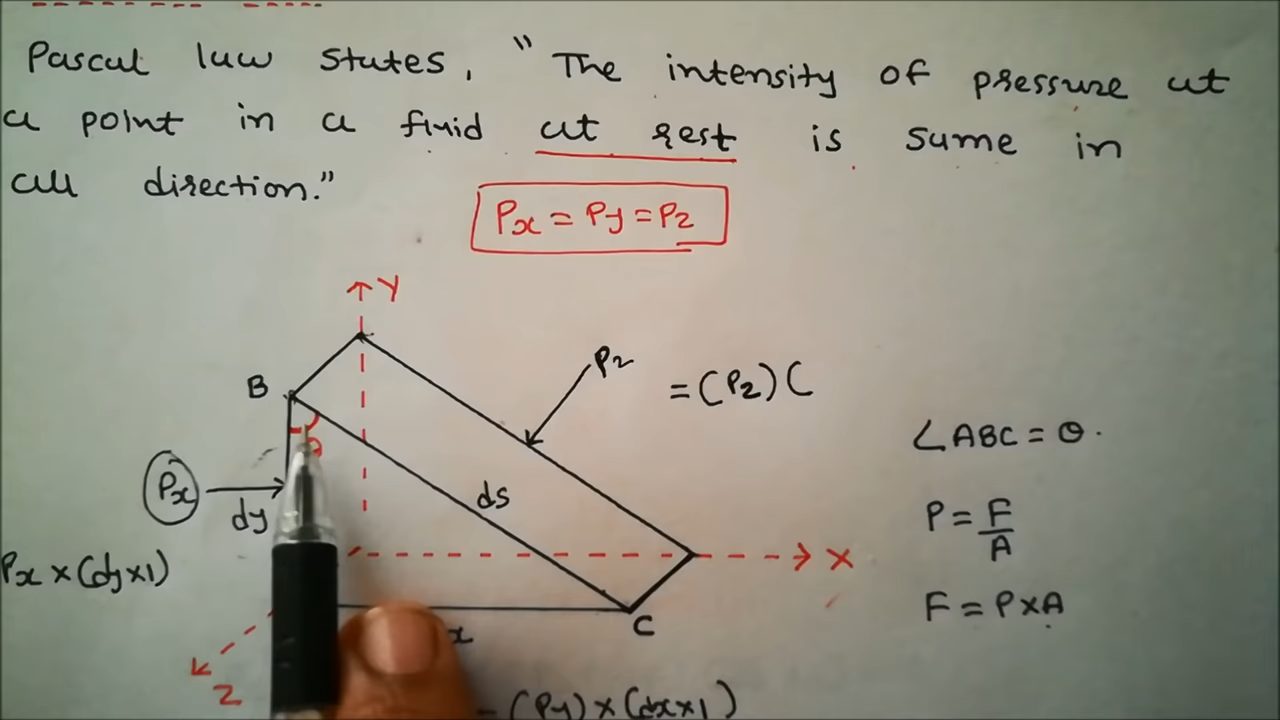 Pascal law states, "The intensity of pressure at
a point in a fluid at rest is same in
all direction."
Px = Py = Pz
Y
B
Pz
= (Pz) (
∠ABC = θ.
θ
Px
dy
ds
P = F/A
Px × (dy×1)
X
F = P×A
C
x
Z
= (Py) × (dx×1)